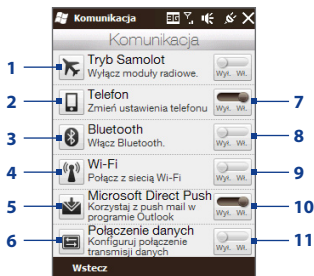 Komunikacja
Komunikacja
1
Tryb Samolot
Wyłącz moduły radiowe.
Wył. Wł.
2
Telefon
Zmień ustawienia telefonu
Wył. Wł.
7
3
Bluetooth
Włącz Bluetooth.
Wył. Wł.
8
4
Wi-Fi
Połącz z siecią Wi-Fi
Wył. Wł.
9
5
Microsoft Direct Push
Korzystaj z push mail w
programie Outlook
Wył. Wł.
10
6
Połączenie danych
Konfiguruj połączenie
transmisji danych
Wył. Wł.
11
Wstecz